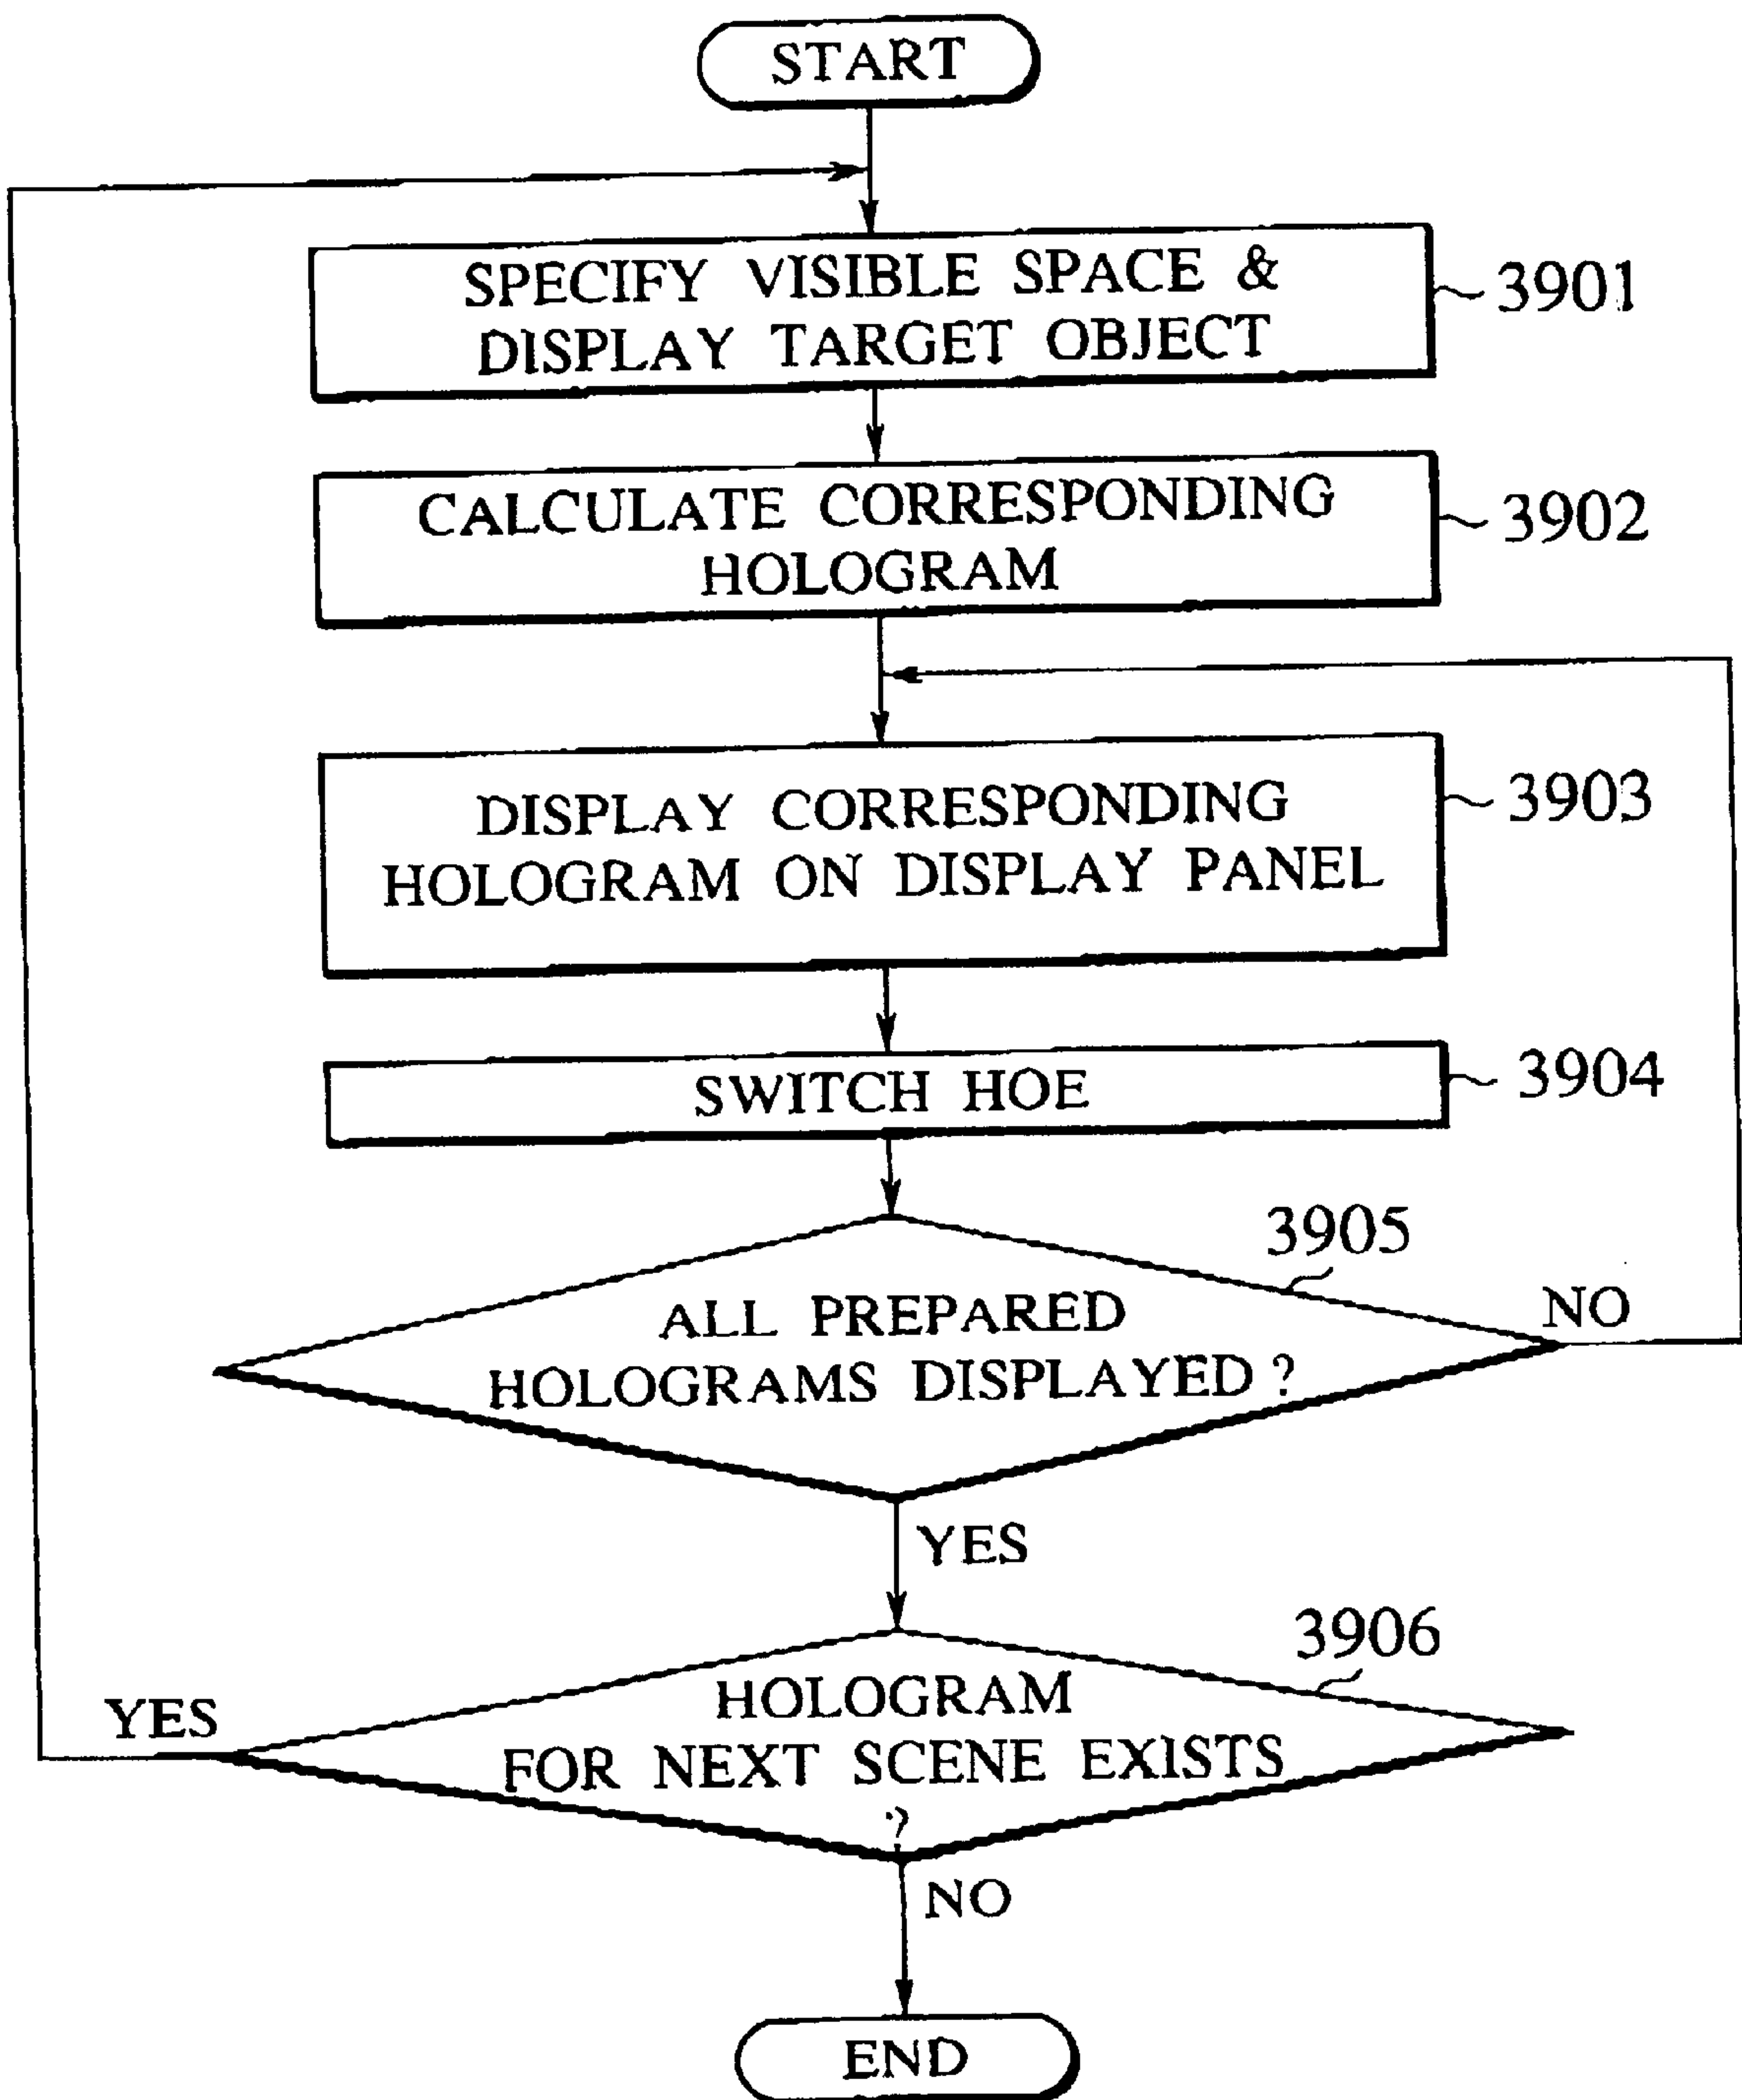 START
SPECIFY VISIBLE SPACE &
DISPLAY TARGET OBJECT
3901
CALCULATE CORRESPONDING
HOLOGRAM
3902
DISPLAY CORRESPONDING
HOLOGRAM ON DISPLAY PANEL
3903
SWITCH HOE
3904
3905
ALL PREPARED
HOLOGRAMS DISPLAYED ?
NO
YES
3906
HOLOGRAM
FOR NEXT SCENE EXISTS
?
YES
NO
END